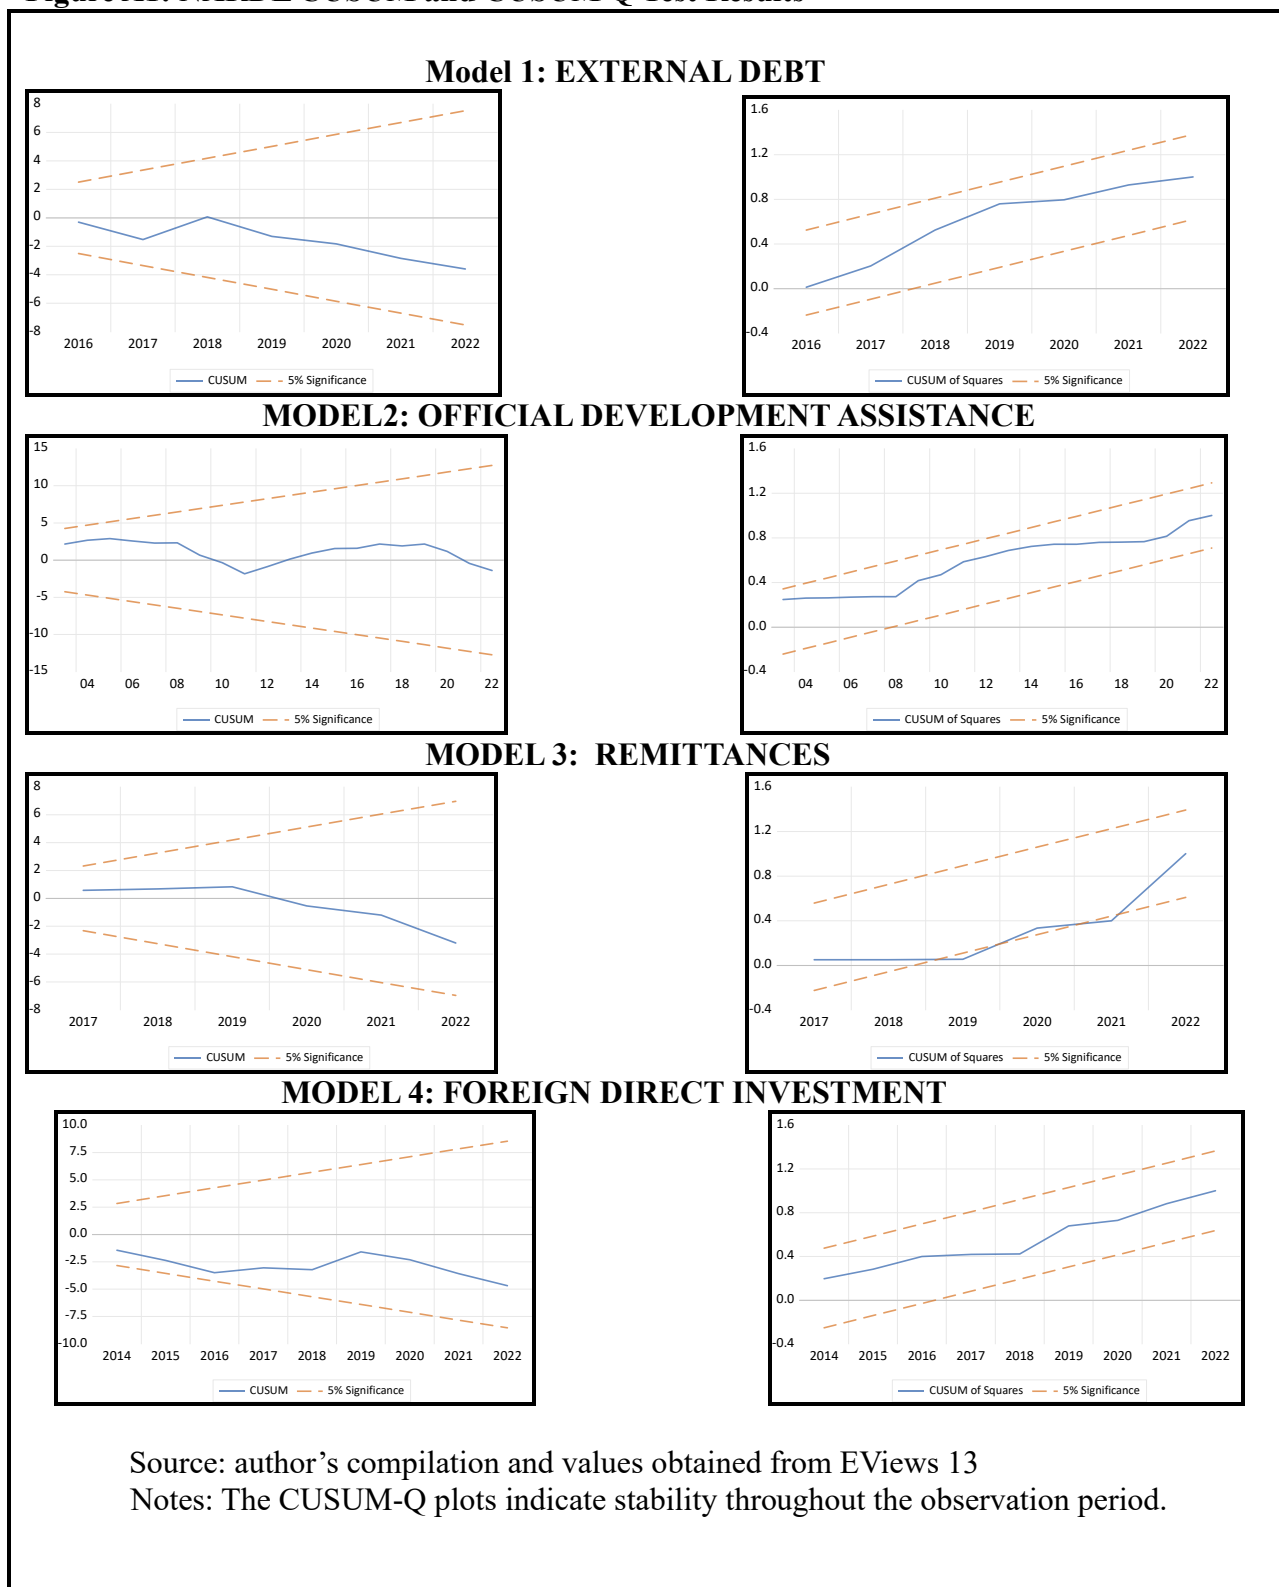 Figure A1: NARDL CUSUM and CUSUM-Q Test Results
Model 1: EXTERNAL DEBT
8
6
4
2
0
-2
-4
-6
-8
2016 2017 2018 2019 2020 2021 2022
CUSUM 5% Significance
1.6
1.2
0.8
0.4
0.0
-0.4
2016 2017 2018 2019 2020 2021 2022
CUSUM of Squares 5% Significance
MODEL2: OFFICIAL DEVELOPMENT ASSISTANCE
15
10
5
0
-5
-10
-15
04 06 08 10 12 14 16 18 20 22
CUSUM 5% Significance
1.6
1.2
0.8
0.4
0.0
-0.4
04 06 08 10 12 14 16 18 20 22
CUSUM of Squares 5% Significance
MODEL 3: REMITTANCES
8
6
4
2
0
-2
-4
-6
-8
2017 2018 2019 2020 2021 2022
CUSUM 5% Significance
1.6
1.2
0.8
0.4
0.0
-0.4
2017 2018 2019 2020 2021 2022
CUSUM of Squares 5% Significance
MODEL 4: FOREIGN DIRECT INVESTMENT
10.0
7.5
5.0
2.5
0.0
-2.5
-5.0
-7.5
-10.0
2014 2015 2016 2017 2018 2019 2020 2021 2022
CUSUM 5% Significance
1.6
1.2
0.8
0.4
0.0
-0.4
2014 2015 2016 2017 2018 2019 2020 2021 2022
CUSUM of Squares 5% Significance
Source: author’s compilation and values obtained from EViews 13
Notes: The CUSUM-Q plots indicate stability throughout the observation period.